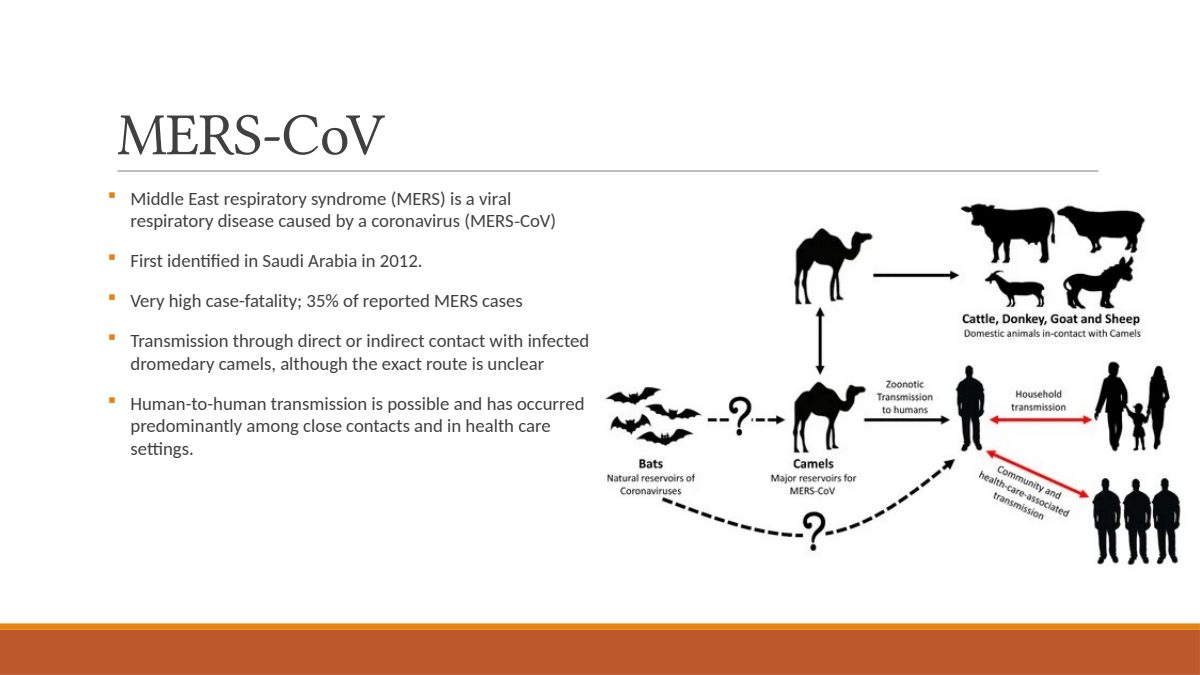 MERS-CoV
Middle East respiratory syndrome (MERS) is a viral
respiratory disease caused by a coronavirus (MERS-CoV)
First identified in Saudi Arabia in 2012.
Very high case-fatality; 35% of reported MERS cases
Transmission through direct or indirect contact with infected
dromedary camels, although the exact route is unclear
Human-to-human transmission is possible and has occurred
predominantly among close contacts and in health care
settings.
Cattle, Donkey, Goat and Sheep
Domestic animals in-contact with Camels
Zoonotic
Transmission
to humans
Household
transmission
?
Bats
Natural reservoirs of
Coronaviruses
Camels
Major reservoirs for
MERS-CoV
Community and
health-care-associated
transmission
?